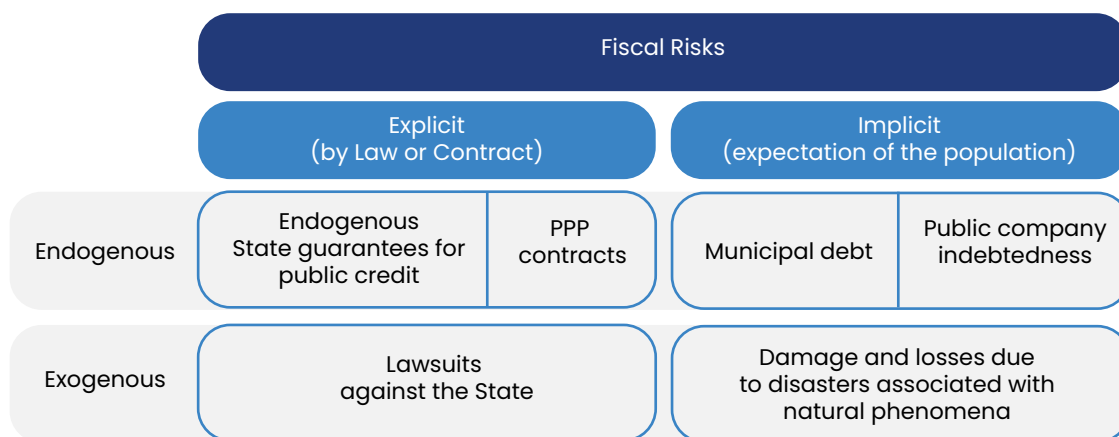 Fiscal Risks
Explicit
(by Law or Contract)
Implicit
(expectation of the population)
Endogenous
Endogenous
State guarantees for
public credit
PPP
contracts
Municipal debt
Public company
indebtedness
Exogenous
Lawsuits
against the State
Damage and losses due
to disasters associated with
natural phenomena